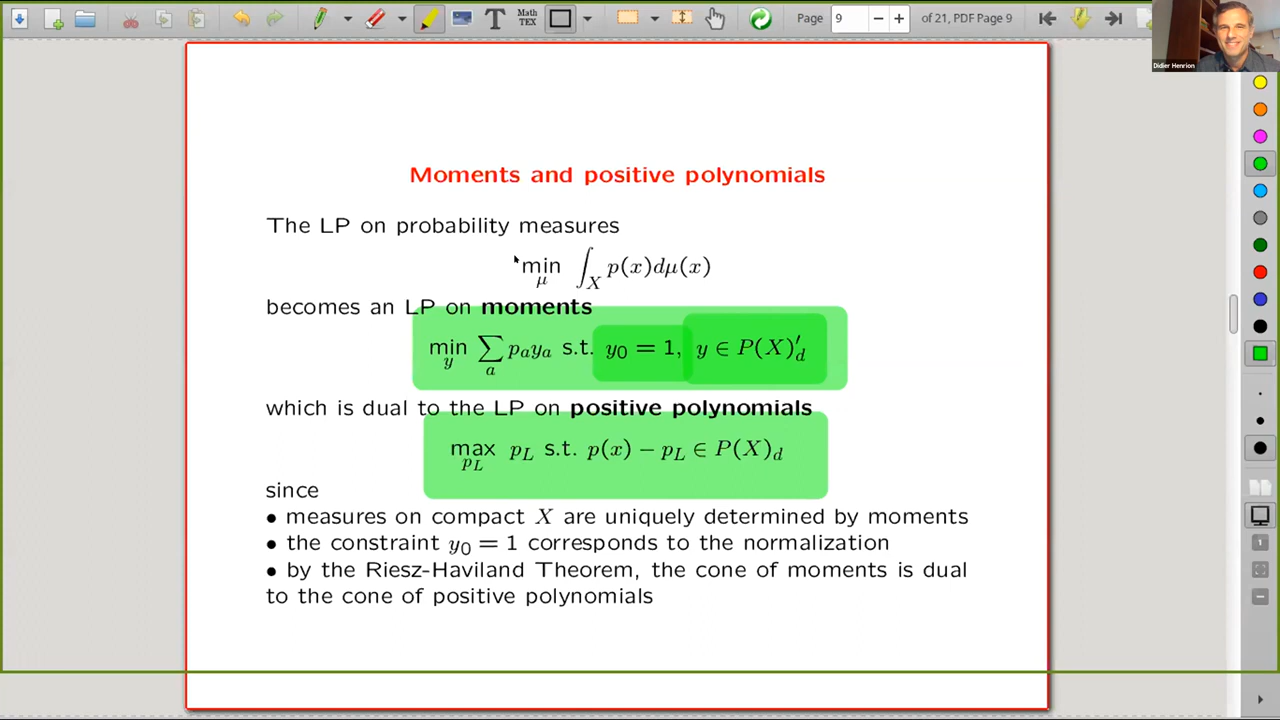 Math
TEX
Page 9 of 21, PDF Page 9
Didier Henrion
Moments and positive polynomials
The LP on probability measures
min_μ ∫_X p(x)dμ(x)
becomes an LP on moments
min_y ∑_a p_a y_a s.t. y_0 = 1, y ∈ P(X)'_d
which is dual to the LP on positive polynomials
max_{p_L} p_L s.t. p(x) − p_L ∈ P(X)_d
since
• measures on compact X are uniquely determined by moments
• the constraint y_0 = 1 corresponds to the normalization
• by the Riesz-Haviland Theorem, the cone of moments is dual
to the cone of positive polynomials